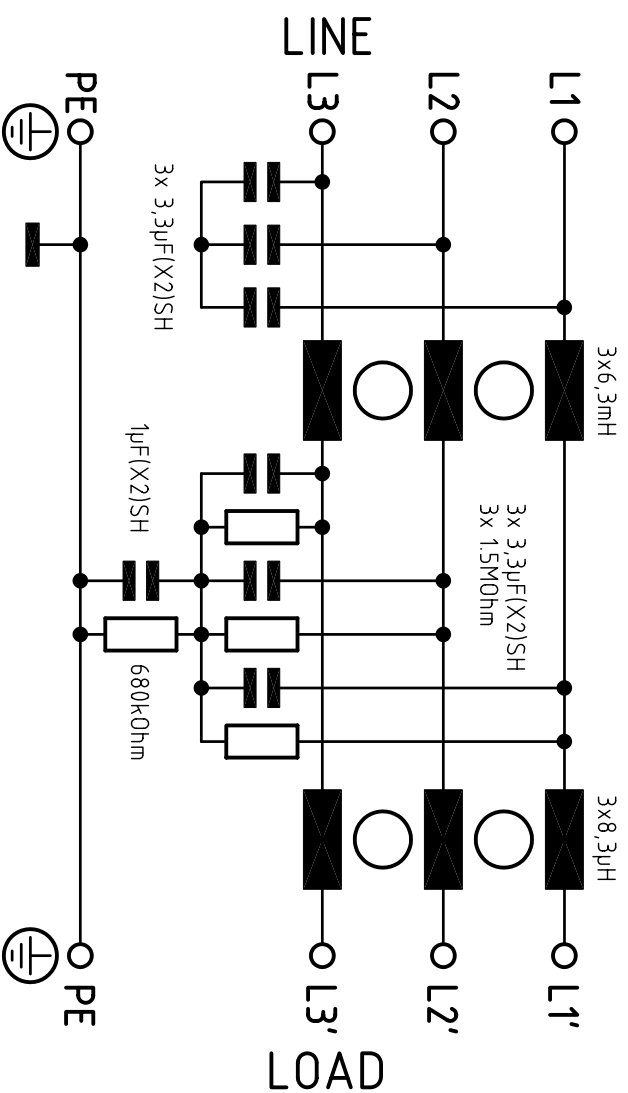 LINE
L1
L2
L3
PE
3x 3,3µF(X2)SH
3x6,3mH
3x 3,3µF(X2)SH
3x 1.5MOhm
1µF(X2)SH
680kOhm
3x8,3µH
L1'
L2'
L3'
PE
LOAD